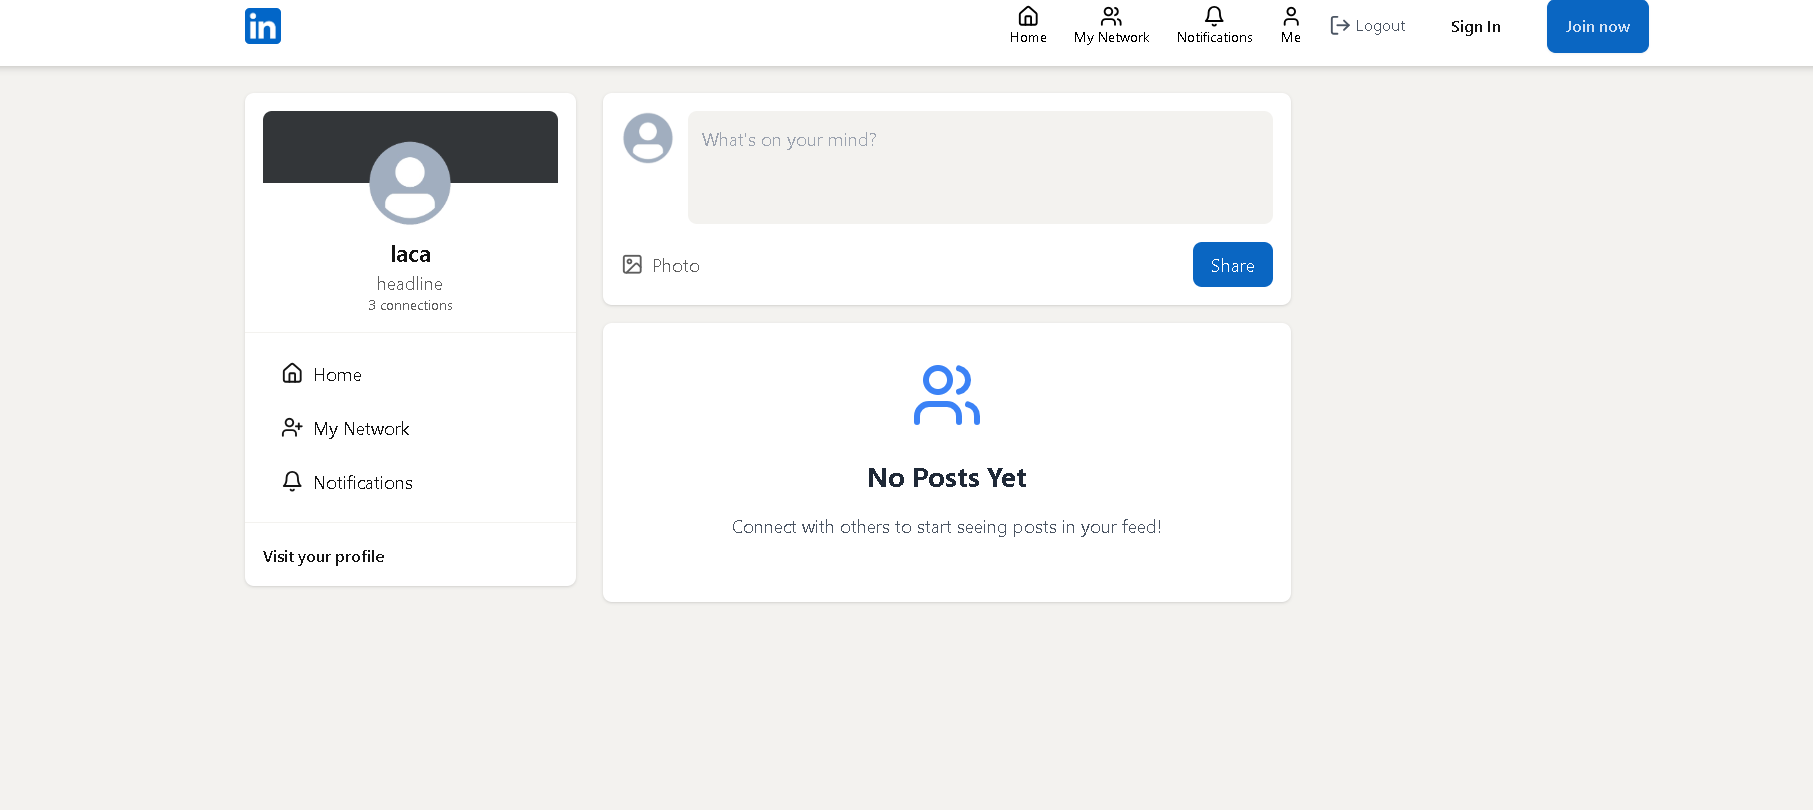 in
Home
My Network
Notifications
Me
Logout
Sign In
Join now
laca
headline
3 connections
Home
My Network
Notifications
Visit your profile
What's on your mind?
Photo
Share
No Posts Yet
Connect with others to start seeing posts in your feed!